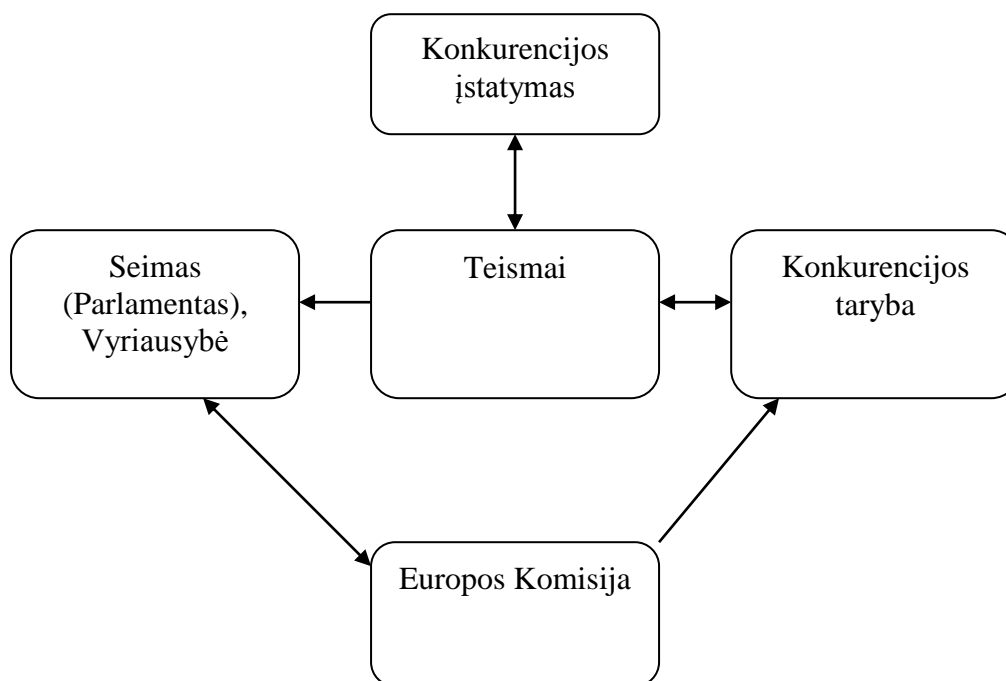 Konkurencijos
įstatymas
Seimas
(Parlamentas),
Vyriausybė
Teismai
Konkurencijos
taryba
Europos Komisija